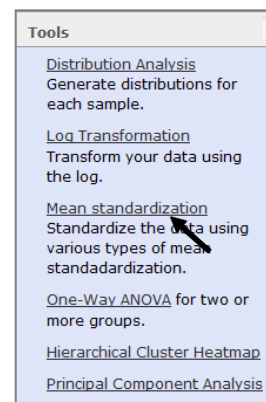 Tools
Distribution Analysis
Generate distributions for
each sample.
Log Transformation
Transform your data using
the log.
Mean standardization
Standardize the data using
various types of mean
standadardization.
One-Way ANOVA for two or
more groups.
Hierarchical Cluster Heatmap
Principal Component Analysis